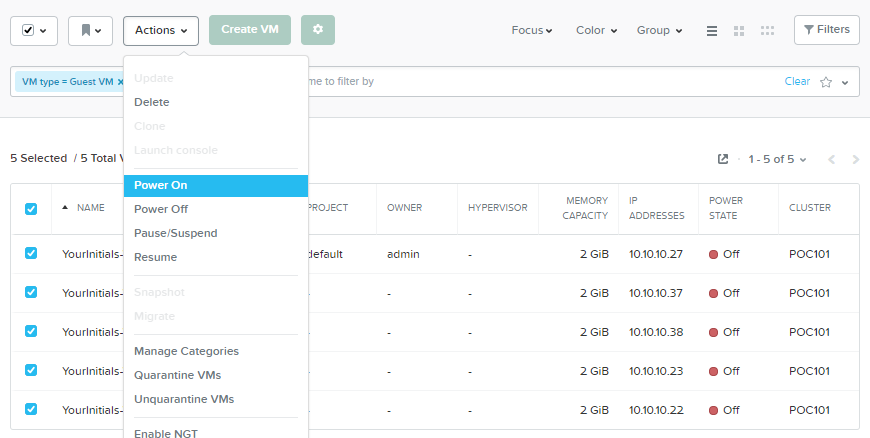 Actions Create VM Focus Color Group Filters
VM type = Guest VM × me to filter by Clear
Update
Delete
Clone
Launch console
Power On
Power Off
Pause/Suspend
Resume
Snapshot
Migrate
Manage Categories
Quarantine VMs
Unquarantine VMs
Enable NGT
5 Selected / 5 Total V 1 - 5 of 5
NAME PROJECT OWNER HYPERVISOR MEMORY CAPACITY IP ADDRESSES POWER STATE CLUSTER
YourInitials- default admin - 2 GiB 10.10.10.27 Off POC101
YourInitials- - - - 2 GiB 10.10.10.37 Off POC101
YourInitials- - - - 2 GiB 10.10.10.38 Off POC101
YourInitials- - - - 2 GiB 10.10.10.23 Off POC101
YourInitials- - - - 2 GiB 10.10.10.22 Off POC101